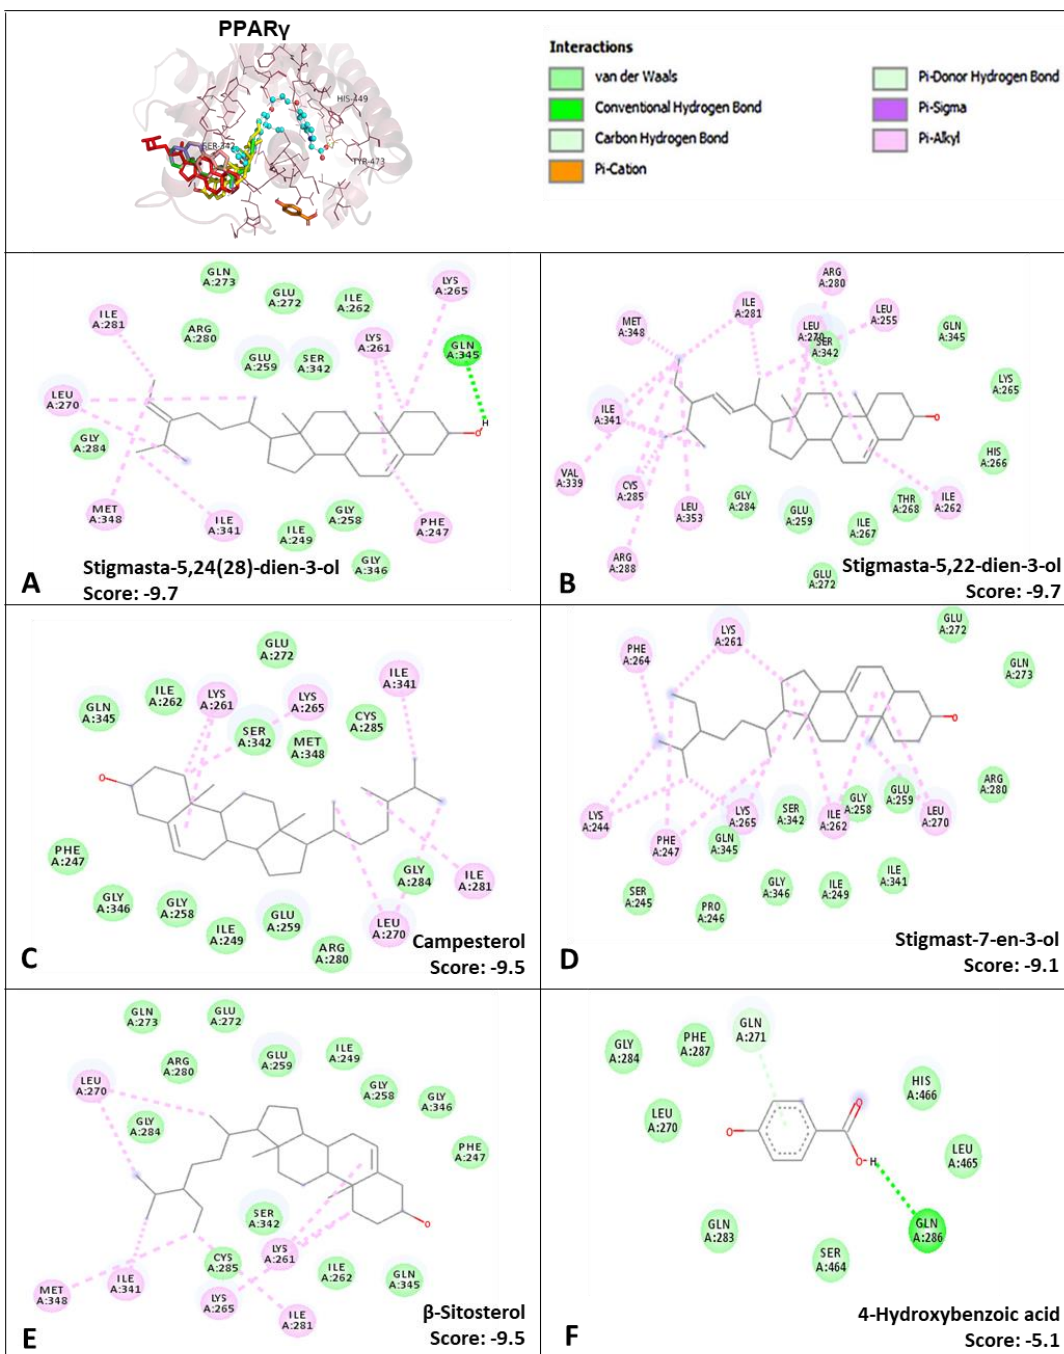 PPARγ
HIS-449
SER-342
TYR-473
Interactions
van der Waals
Conventional Hydrogen Bond
Carbon Hydrogen Bond
Pi-Cation
Pi-Donor Hydrogen Bond
Pi-Sigma
Pi-Alkyl
GLN
A:273
GLU
A:272
ILE
A:262
LYS
A:265
ILE
A:281
ARG
A:280
GLU
A:259
SER
A:342
LYS
A:261
GLN
A:345
LEU
A:270
H
O
GLY
A:284
MET
A:348
ILE
A:341
ILE
A:249
GLY
A:258
PHE
A:247
GLY
A:346
A
Stigmasta-5,24(28)-dien-3-ol
Score: -9.7
ARG
A:280
MET
A:348
ILE
A:281
LEU
A:270
SER
A:342
LEU
A:255
GLN
A:345
LYS
A:265
ILE
A:341
O
HIS
A:266
VAL
A:339
CYS
A:285
LEU
A:353
GLY
A:284
GLU
A:259
ILE
A:267
THR
A:268
ILE
A:262
ARG
A:288
GLU
A:272
B
Stigmasta-5,22-dien-3-ol
Score: -9.7
GLU
A:272
ILE
A:341
GLN
A:345
ILE
A:262
LYS
A:261
LYS
A:265
SER
A:342
MET
A:348
CYS
A:285
O
PHE
A:247
GLY
A:346
GLY
A:258
ILE
A:249
GLU
A:259
ARG
A:280
GLY
A:284
LEU
A:270
ILE
A:281
C
Campesterol
Score: -9.5
GLU
A:272
GLN
A:273
PHE
A:264
LYS
A:261
O
ARG
A:280
LYS
A:244
PHE
A:247
LYS
A:265
GLN
A:345
SER
A:342
ILE
A:262
GLY
A:258
GLU
A:259
LEU
A:270
SER
A:245
PRO
A:246
GLY
A:346
ILE
A:249
ILE
A:341
D
Stigmast-7-en-3-ol
Score: -9.1
GLN
A:273
GLU
A:272
ARG
A:280
GLU
A:259
ILE
A:249
GLY
A:258
GLY
A:346
PHE
A:247
LEU
A:270
GLY
A:284
SER
A:342
O
MET
A:348
ILE
A:341
CYS
A:285
LYS
A:265
LYS
A:261
ILE
A:281
ILE
A:262
GLN
A:345
E
β-Sitosterol
Score: -9.5
GLY
A:284
PHE
A:287
GLN
A:271
HIS
A:466
LEU
A:270
O
O
O
H
LEU
A:465
GLN
A:283
SER
A:464
GLN
A:286
F
4-Hydroxybenzoic acid
Score: -5.1